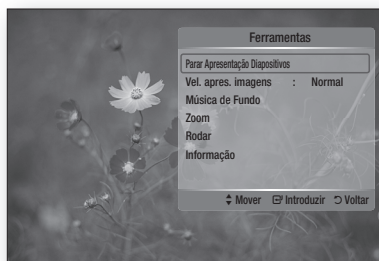 Ferramentas
Parar Apresentação Diapositivos
Vel. apres. imagens : Normal
Música de Fundo
Zoom
Rodar
Informação
Mover Introduzir Voltar